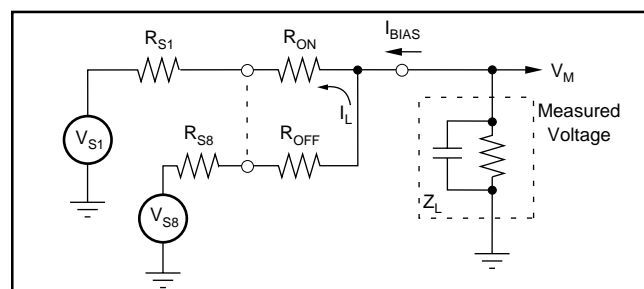 R_S1
R_ON
I_BIAS
V_M
I_L
Measured
Voltage
V_S1
R_S8
R_OFF
Z_L
V_S8